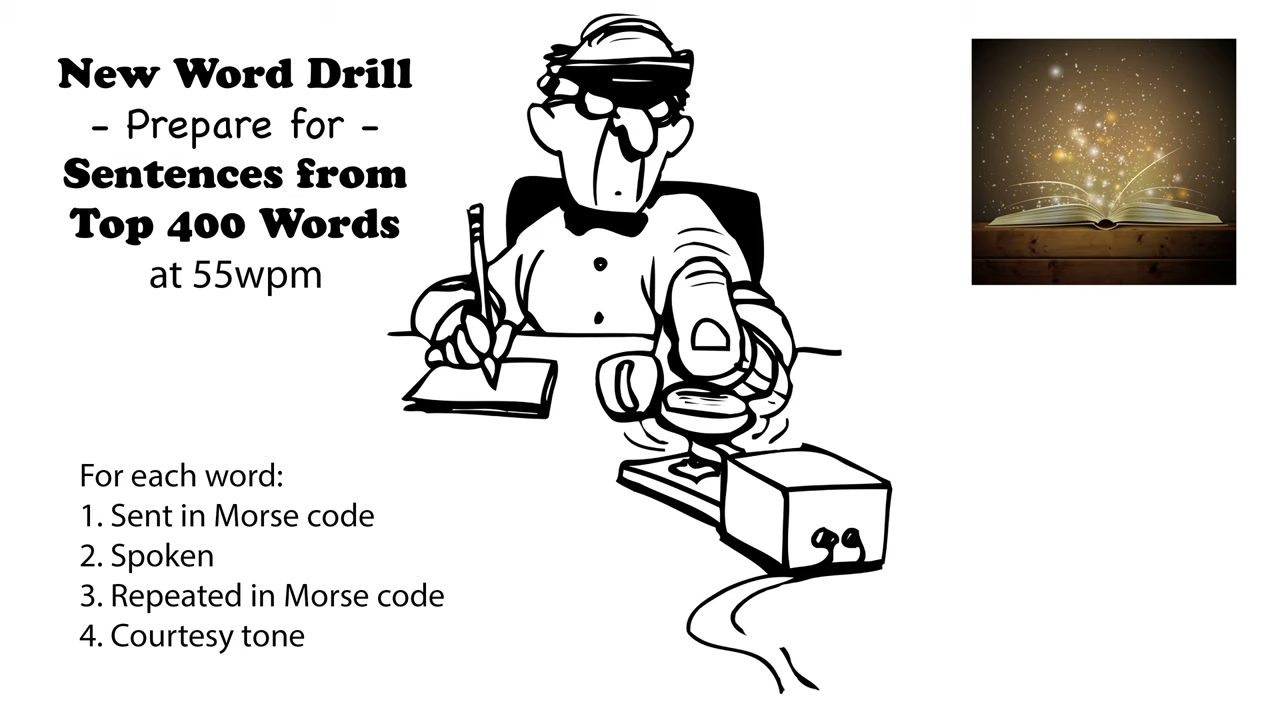 New Word Drill
- Prepare for -
Sentences from
Top 400 Words
at 55wpm
For each word:
1. Sent in Morse code
2. Spoken
3. Repeated in Morse code
4. Courtesy tone